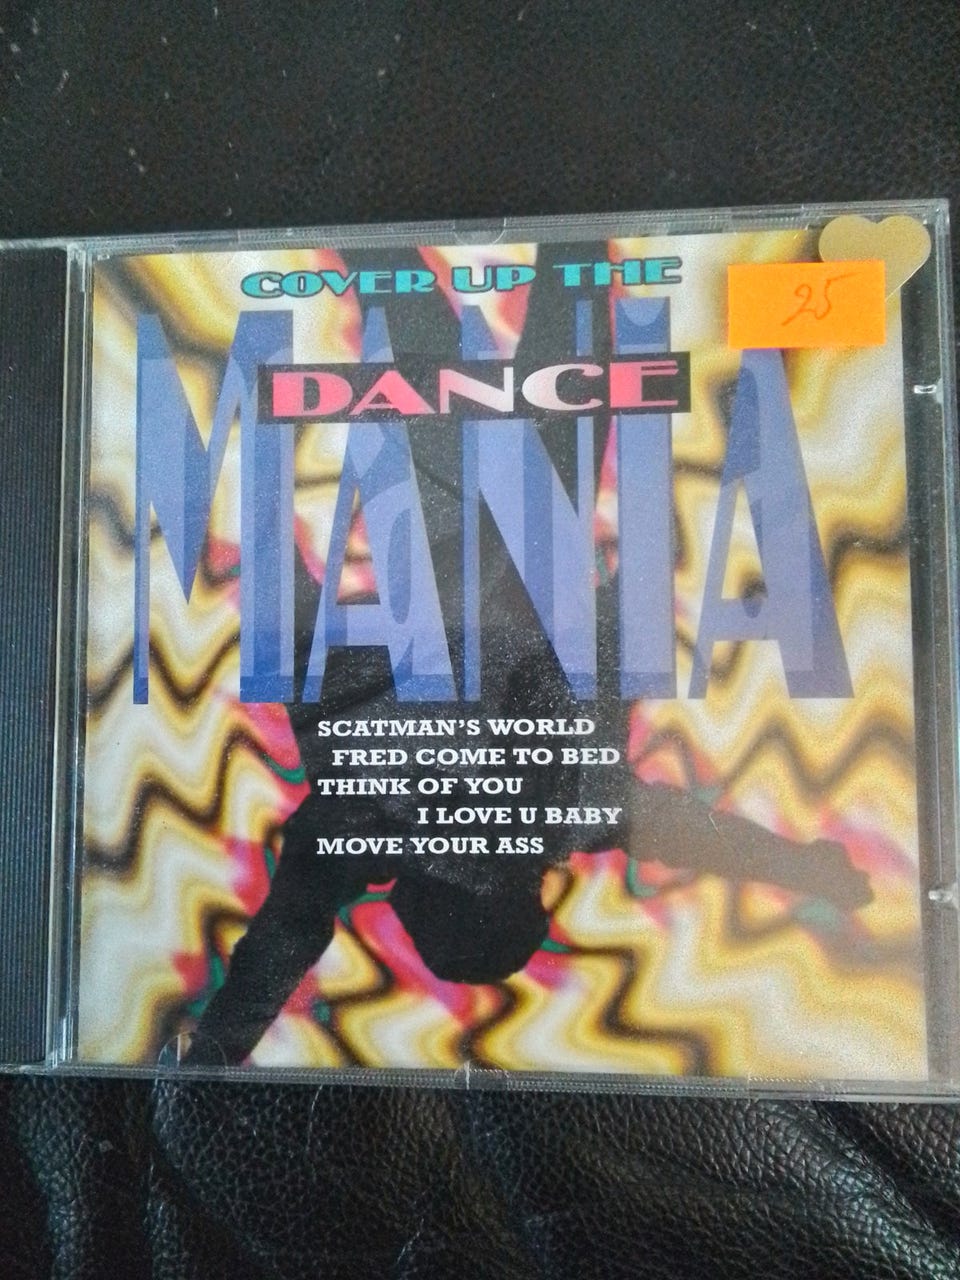 COVER UP THE
25
DANCE
MANIA
SCATMAN'S WORLD
FRED COME TO BED
THINK OF YOU
I LOVE U BABY
MOVE YOUR ASS